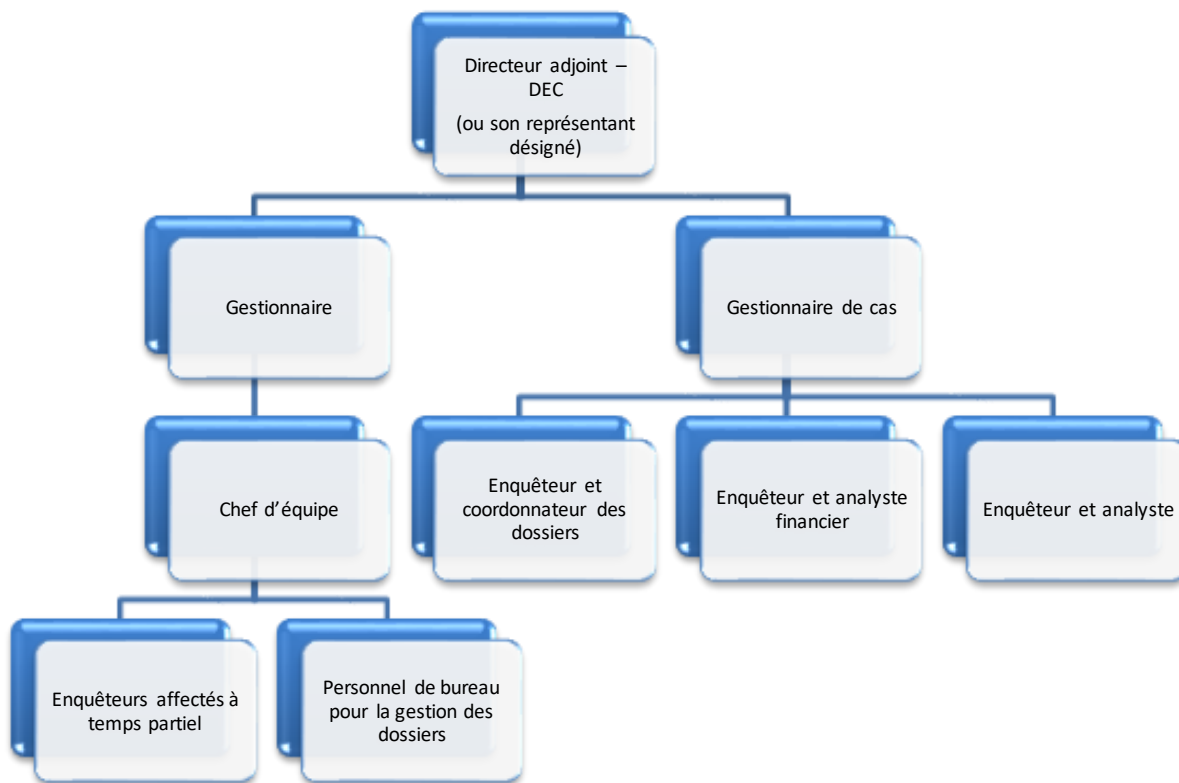 Directeur adjoint –
DEC
(ou son représentant
désigné)
Gestionnaire
Gestionnaire de cas
Chef d’équipe
Enquêteur et
coordonnateur des
dossiers
Enquêteur et analyste
financier
Enquêteur et analyste
Enquêteurs affectés à
temps partiel
Personnel de bureau
pour la gestion des
dossiers